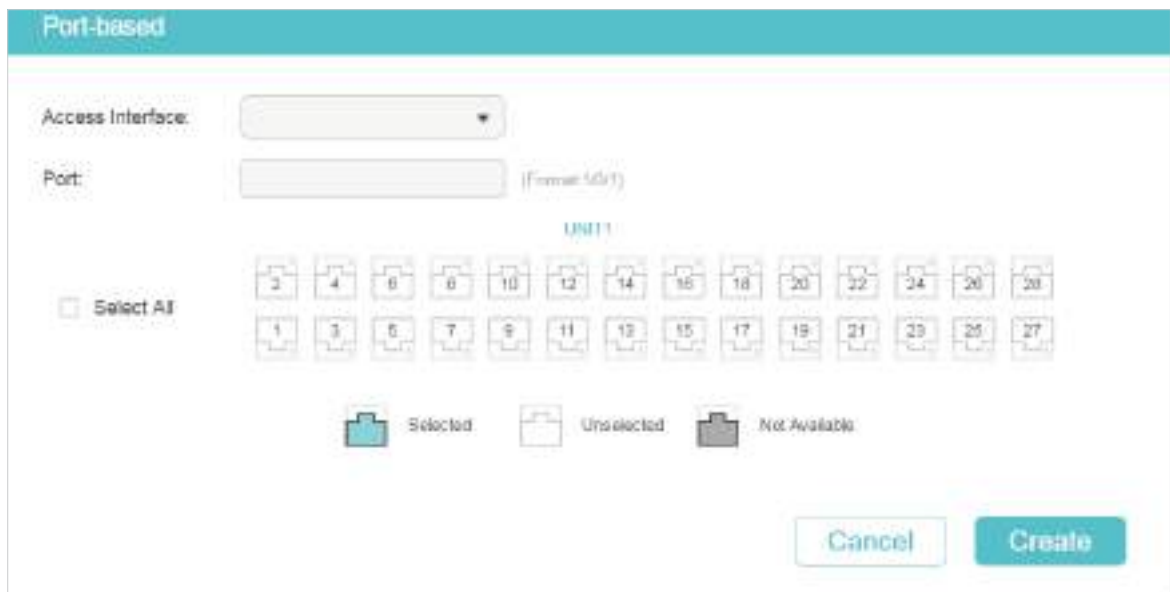 Port-based
Access Interface:
Port:
(Format: 1/0/1)
UNIT1
2 4 6 8 10 12 14 16 18 20 22 24 26 28
Select All
1 3 5 7 9 11 13 15 17 19 21 23 25 27
Selected Unselected Not Available
Cancel Create